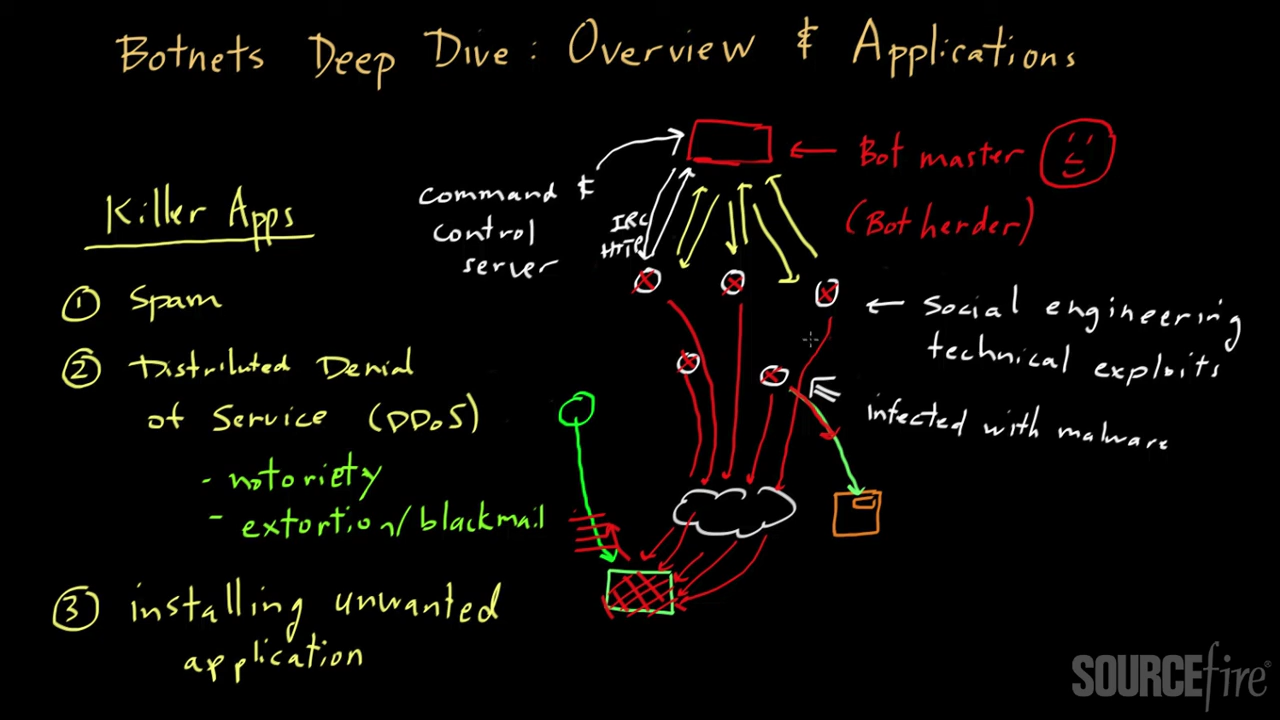 Botnets Deep Dive: Overview & Applications
Killer Apps
① Spam
② Distributed Denial
of Service (DDoS)
- notoriety
- extortion/blackmail
③ installing unwanted
application
Command &
control
server
IRC
HTTP
← Bot master
(Bot herder)
← Social engineering
technical exploits
infected with malware
SOURCEfire